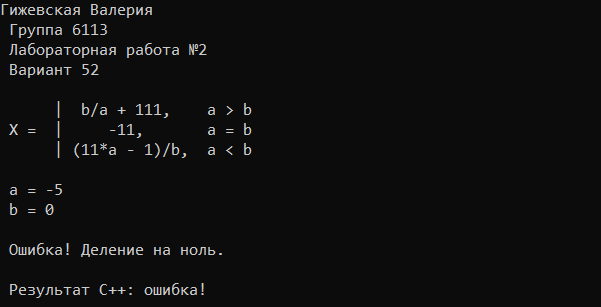 Гижевская Валерия
Группа 6113
Лабораторная работа №2
Вариант 52
| b/a + 111, a > b
X = | -11, a = b
| (11*a - 1)/b, a < b
a = -5
b = 0
Ошибка! Деление на ноль.
Результат C++: ошибка!